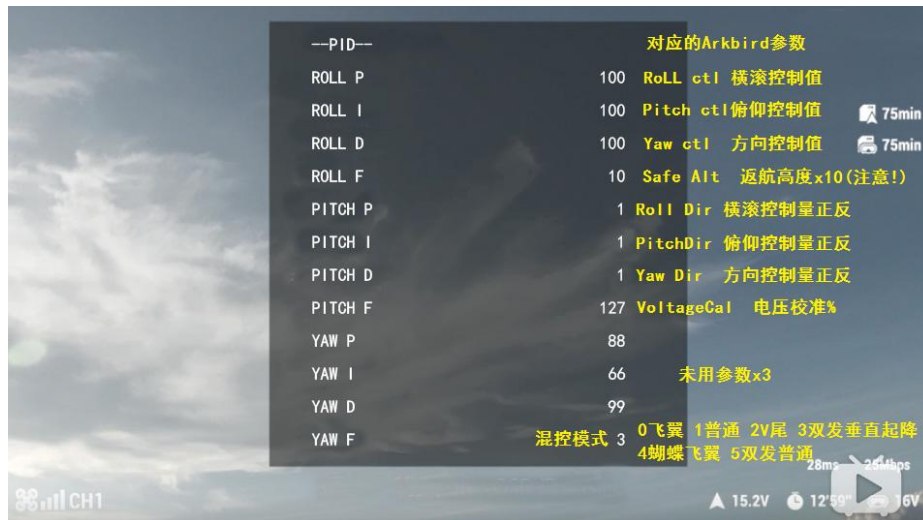 --PID-- 对应的Arkbird参数
ROLL P 100 RoLL ctl 横滚控制值
ROLL I 100 Pitch ctl俯仰控制值 75min
ROLL D 100 Yaw ctl 方向控制值 75min
ROLL F 10 Safe Alt 返航高度x10(注意!)
PITCH P 1 Roll Dir 横滚控制量正反
PITCH I 1 PitchDir 俯仰控制量正反
PITCH D 1 Yaw Dir 方向控制量正反
PITCH F 127 VoltageCal 电压校准%
YAW P 88
YAW I 66 未用参数x3
YAW D 99
YAW F 混控模式 3 0飞翼 1普通 2V尾 3双发垂直起降
4蝴蝶飞翼 5双发普通
28ms 25Mbps
CH1 15.2V 12'59" 16V